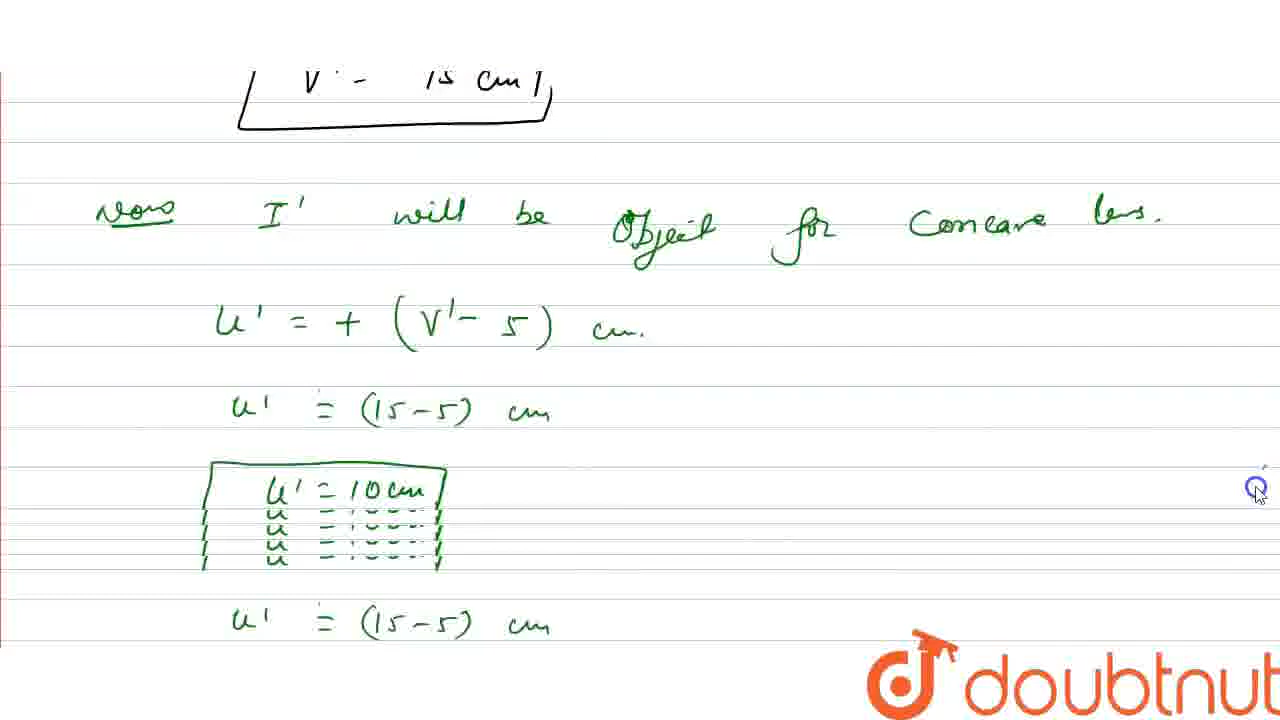 V' = 15 cm
Now I' will be Object for Concave lens.
u' = + (V' - 5) cm.
u' = (15 - 5) cm
u' = 10 cm
u' = (15 - 5) cm
doubtnut